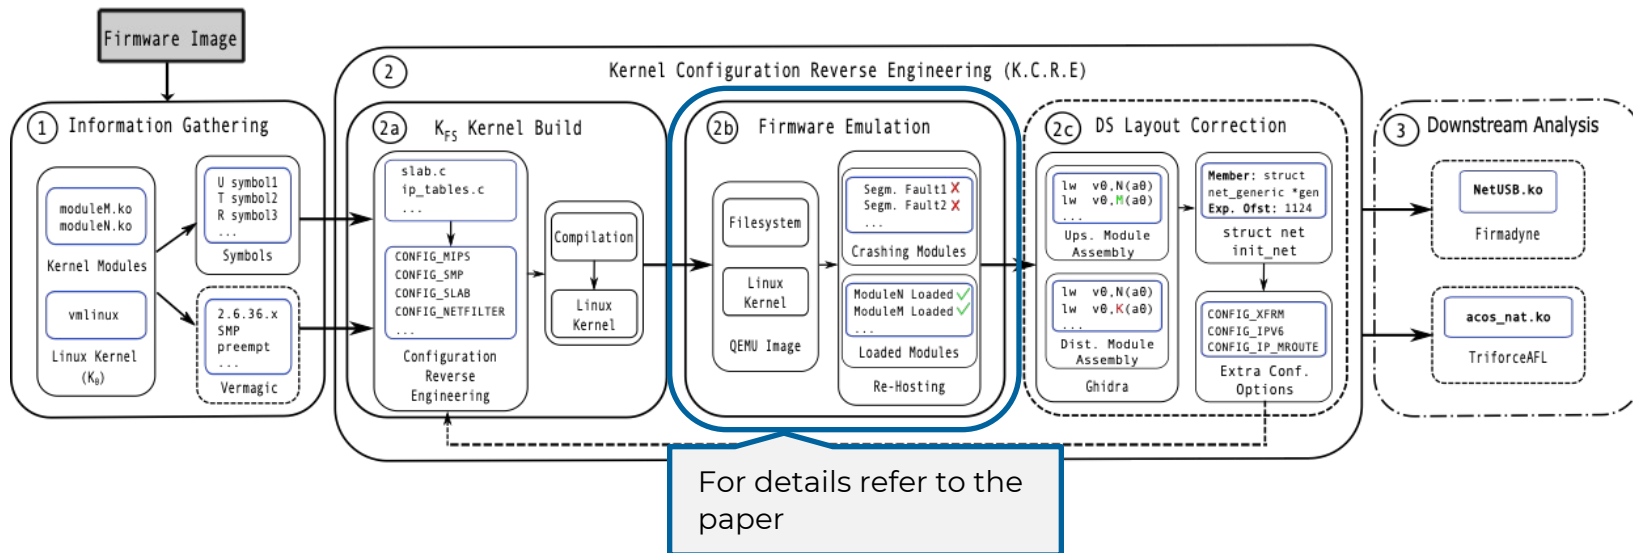 Firmware Image
1
Information Gathering
moduleM.ko
moduleN.ko
Kernel Modules
vmlinux
Linux Kernel
(K₀)
U symbol1
T symbol2
R symbol3
...
Symbols
2.6.36.x
SMP
preempt
...
Vermagic
2
Kernel Configuration Reverse Engineering (K.C.R.E)
2a
K_FS Kernel Build
slab.c
ip_tables.c
...
CONFIG_MIPS
CONFIG_SMP
CONFIG_SLAB
CONFIG_NETFILTER
...
Configuration
Reverse
Engineering
Compilation
Linux
Kernel
2b
Firmware Emulation
Filesystem
Linux
Kernel
QEMU Image
Segm. Fault1 ✗
Segm. Fault2 ✗
...
Crashing Modules
ModuleN Loaded ✓
ModuleM Loaded ✓
...
Loaded Modules
Re-Hosting
2c
DS Layout Correction
lw v0,N(a0)
lw v0,M(a0)
...
Ups. Module
Assembly
lw v0,N(a0)
lw v0,K(a0)
...
Dist. Module
Assembly
Ghidra
Member: struct
net_generic *gen
Exp. Ofst: 1124
struct net
init_net
CONFIG_XFRM
CONFIG_IPV6
CONFIG_IP_MROUTE
Extra Conf.
Options
3
Downstream Analysis
NetUSB.ko
Firmadyne
acos_nat.ko
TriforceAFL
For details refer to the
paper